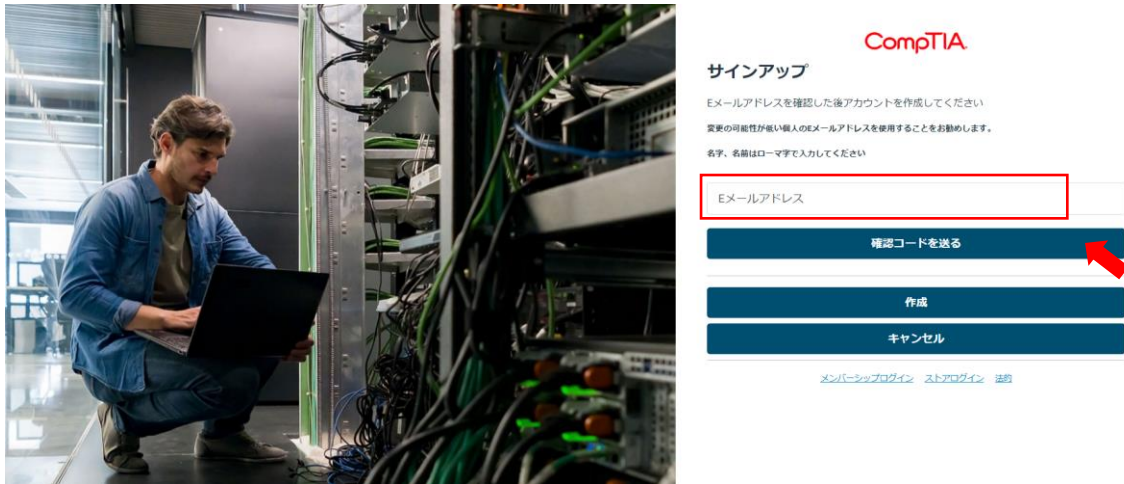 CompTIA
サインアップ
Eメールアドレスを確認した後アカウントを作成してください
変更の可能性が低い個人のEメールアドレスを使用することをお勧めします。
名字、名前はローマ字で入力してください
Eメールアドレス
確認コードを送る
作成
キャンセル
メンバーシップログイン ストアログイン 法的